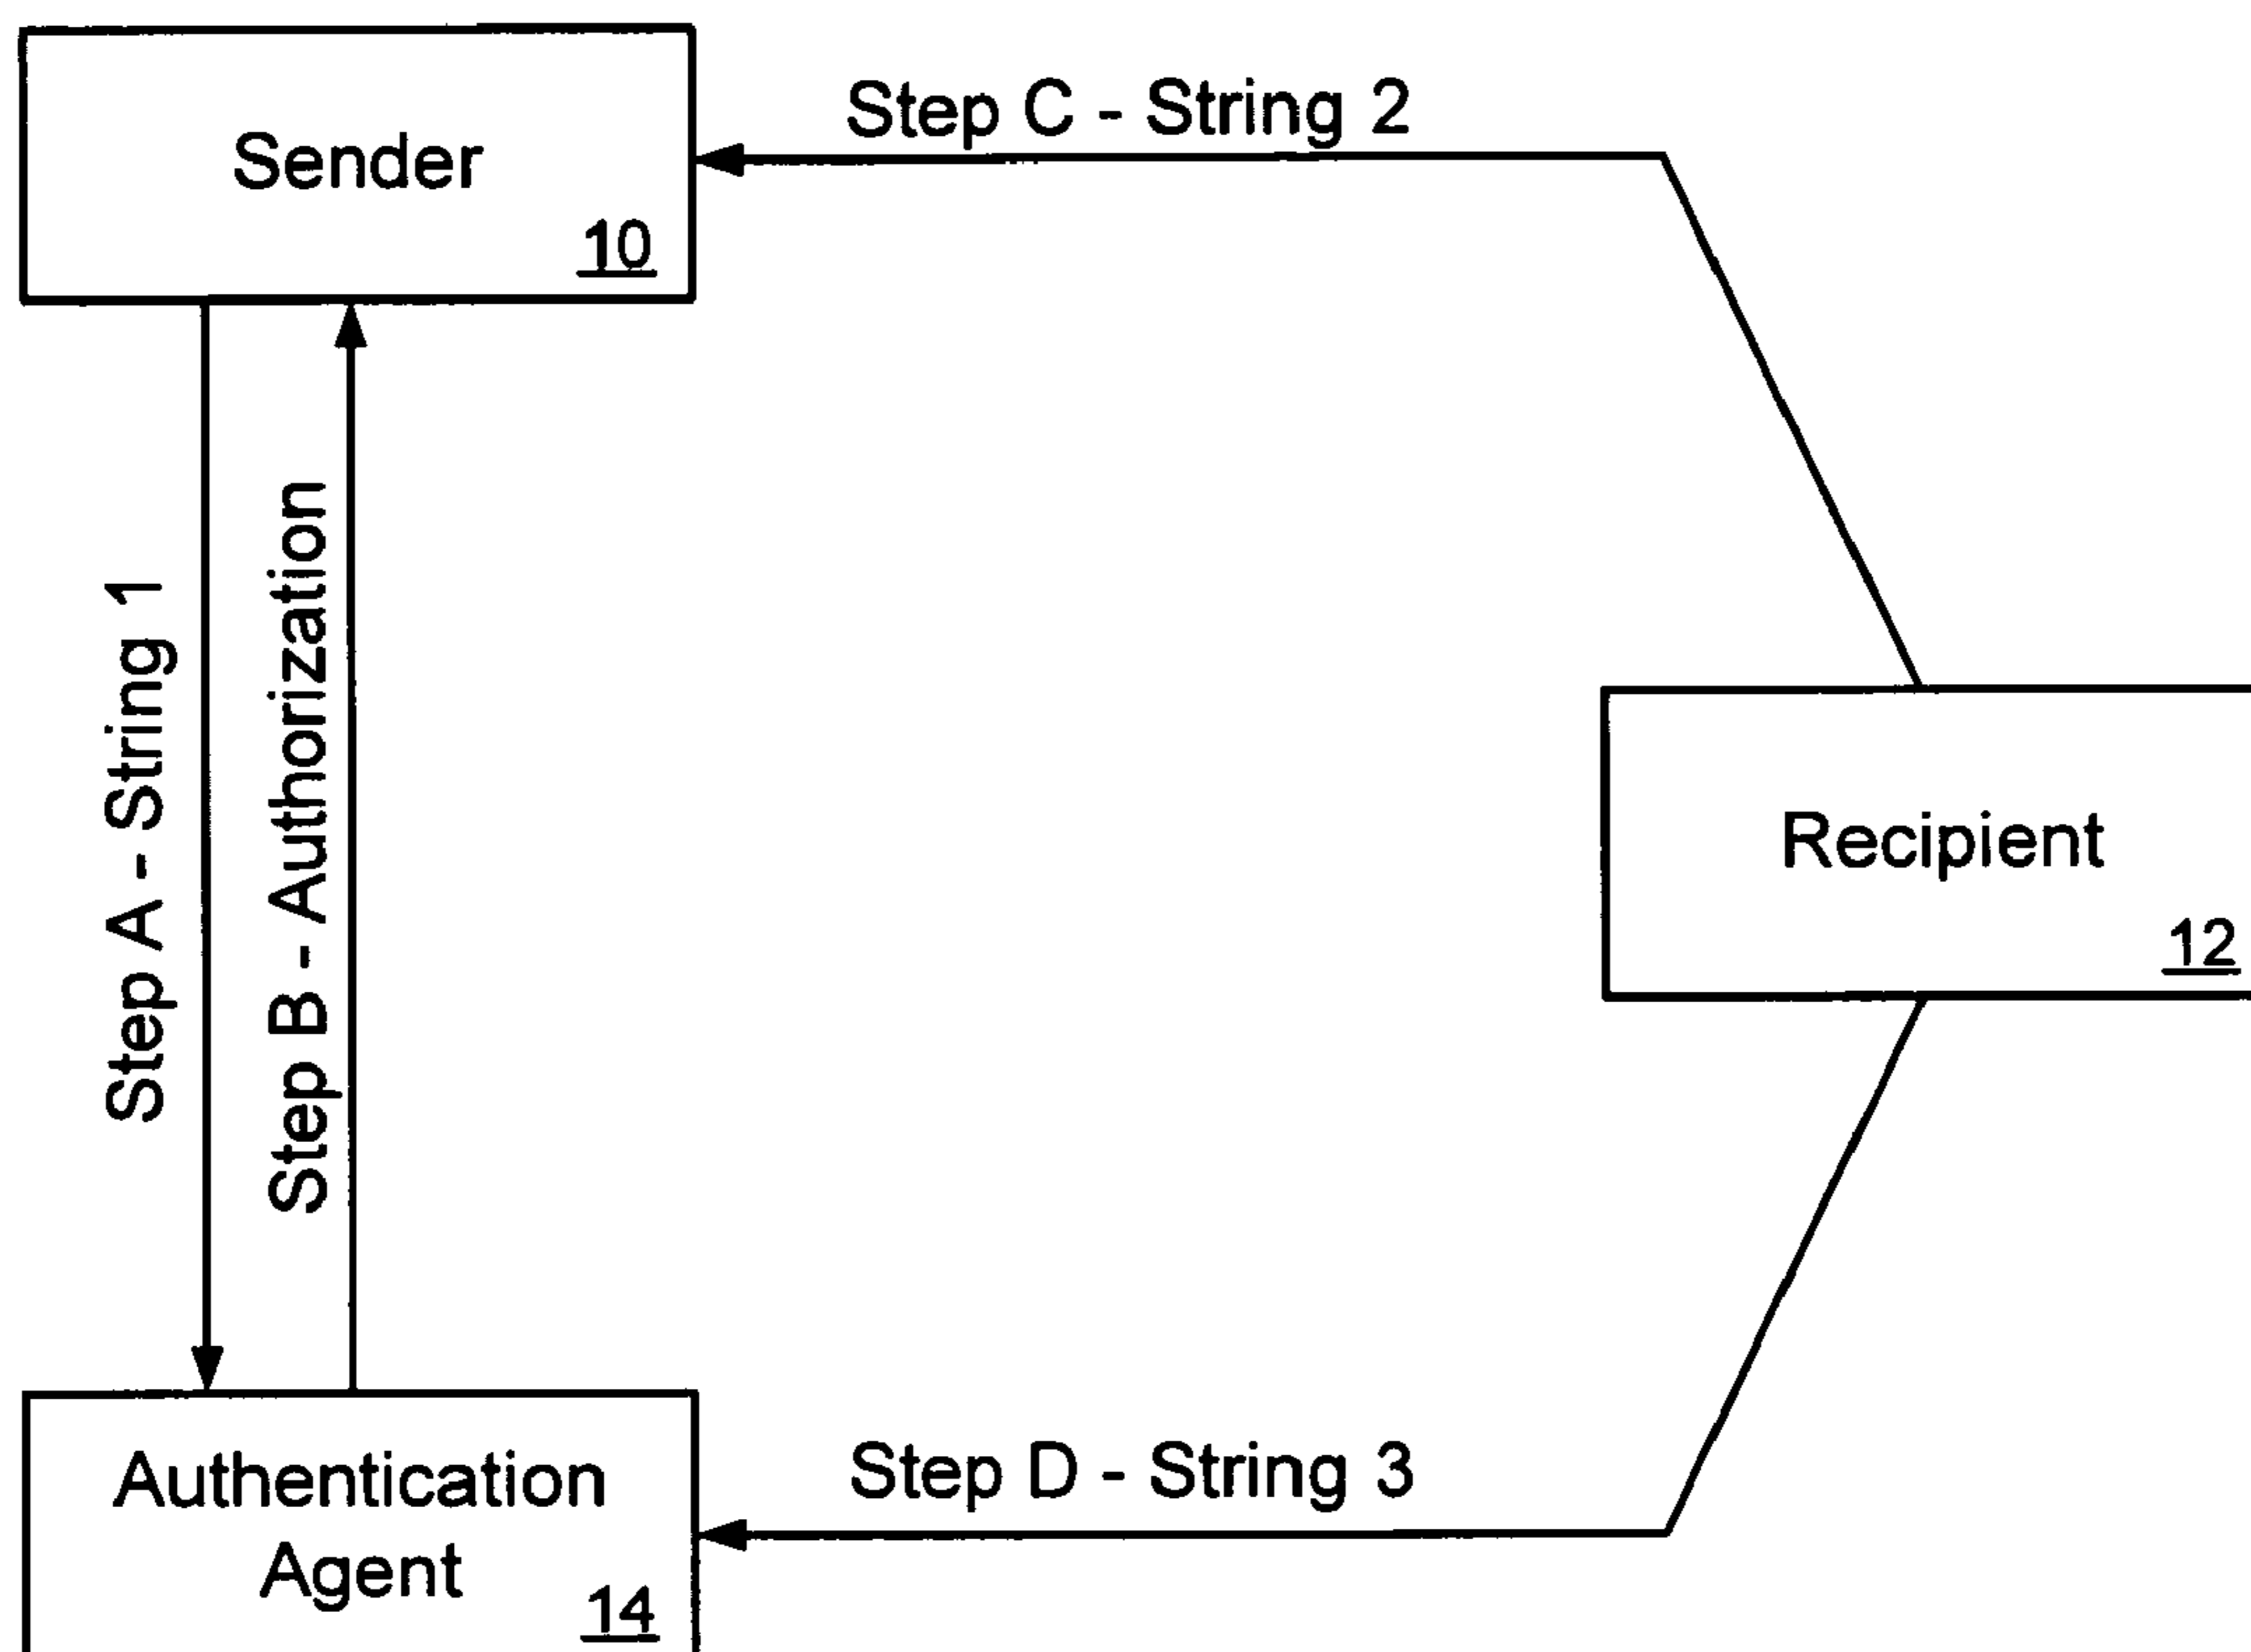 Sender
10
Step C - String 2
Step A - String 1
Step B - Authorization
Recipient
12
Authentication
Agent
14
Step D - String 3